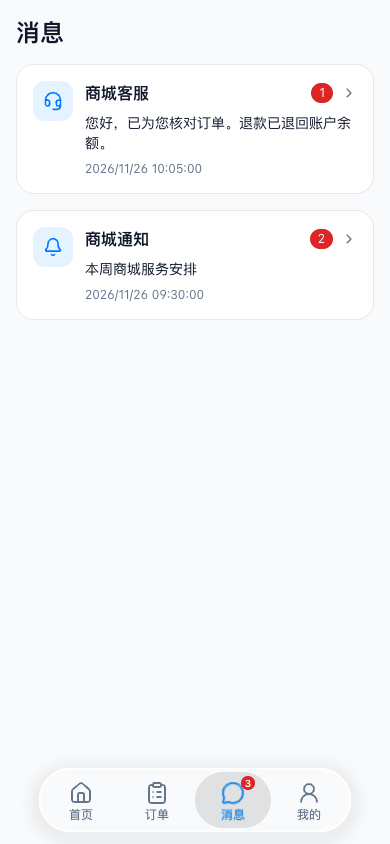 消息
商城客服
1
您好，已为您核对订单。退款已退回账户余
额。
2026/11/26 10:05:00
商城通知
2
本周商城服务安排
2026/11/26 09:30:00
3
首页
订单
消息
我的